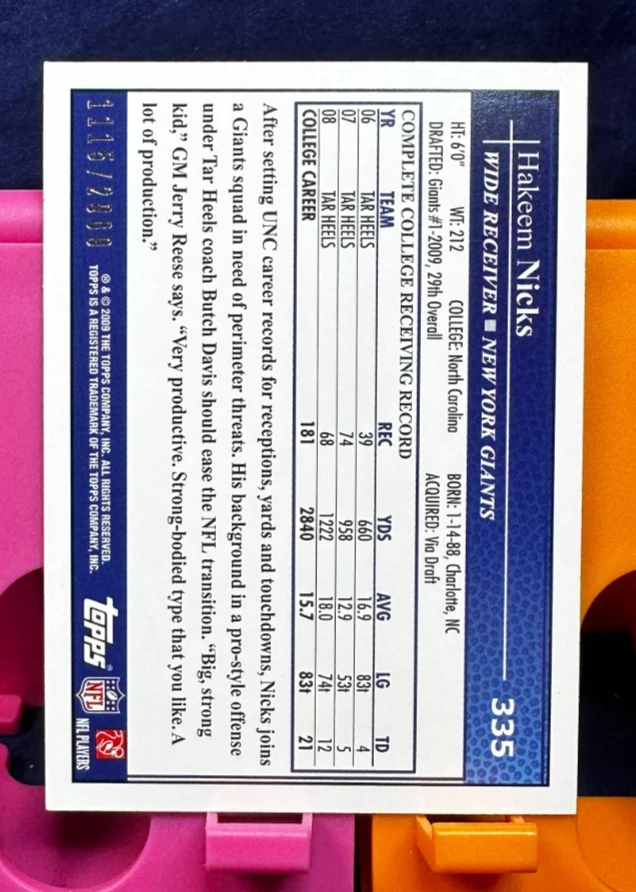 Hakeem Nicks 335
WIDE RECEIVER ■ NEW YORK GIANTS
HT: 6'0" WT: 212 COLLEGE: North Carolina BORN: 1-14-88, Charlotte, NC
DRAFTED: Giants #1-2009, 29th Overall ACQUIRED: Via Draft
COMPLETE COLLEGE RECEIVING RECORD
YR TEAM REC YDS AVG LG TD
06 TAR HEELS 39 660 16.9 83t 4
07 TAR HEELS 74 958 12.9 53t 5
08 TAR HEELS 68 1222 18.0 74t 12
COLLEGE CAREER 181 2840 15.7 83t 21
After setting UNC career records for receptions, yards and touchdowns, Nicks joins
a Giants squad in need of perimeter threats. His background in a pro-style offense
under Tar Heels coach Butch Davis should ease the NFL transition. “Big, strong
kid,” GM Jerry Reese says. “Very productive. Strong-bodied type that you like. A
lot of production.”
® & © 2009 THE TOPPS COMPANY, INC. ALL RIGHTS RESERVED.
TOPPS IS A REGISTERED TRADEMARK OF THE TOPPS COMPANY, INC.
topps® NFL
NFL PLAYERS